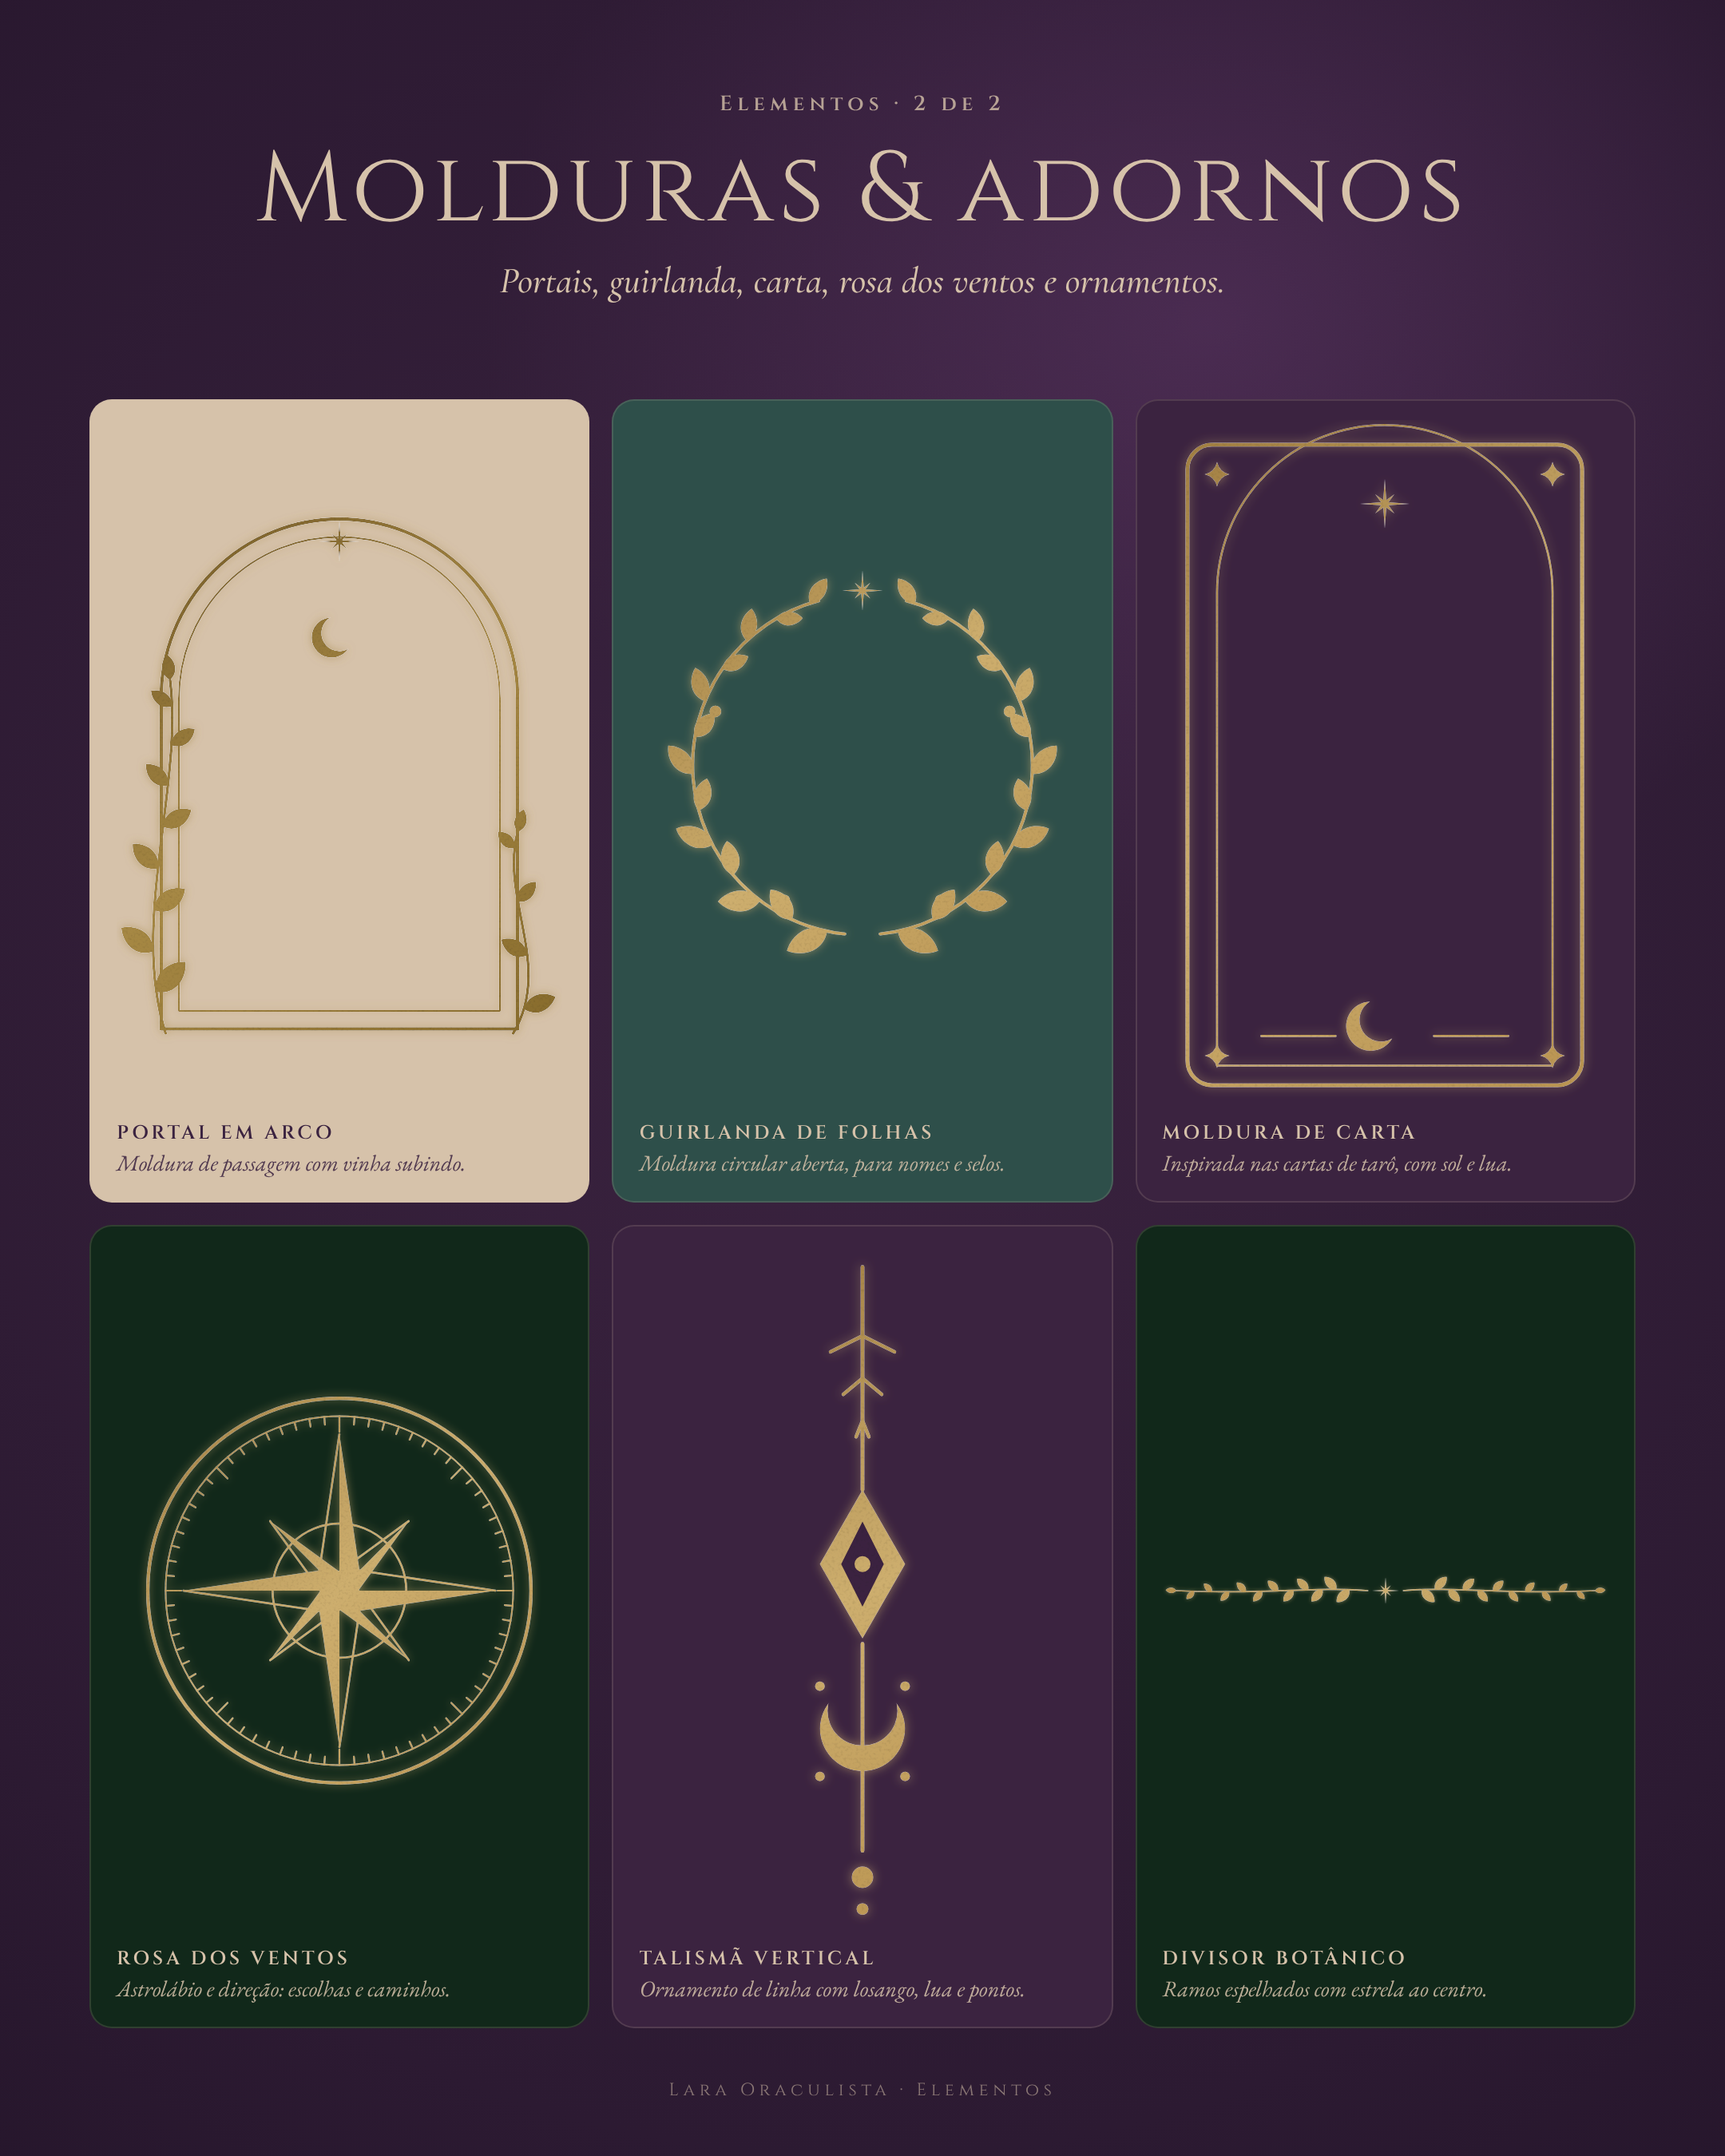 Elementos · 2 de 2
Molduras & adornos
Portais, guirlanda, carta, rosa dos ventos e ornamentos.
PORTAL EM ARCO
Moldura de passagem com vinha subindo.
GUIRLANDA DE FOLHAS
Moldura circular aberta, para nomes e selos.
MOLDURA DE CARTA
Inspirada nas cartas de tarô, com sol e lua.
ROSA DOS VENTOS
Astrolábio e direção: escolhas e caminhos.
TALISMÃ VERTICAL
Ornamento de linha com losango, lua e pontos.
DIVISOR BOTÂNICO
Ramos espelhados com estrela ao centro.
Lara Oraculista · Elementos